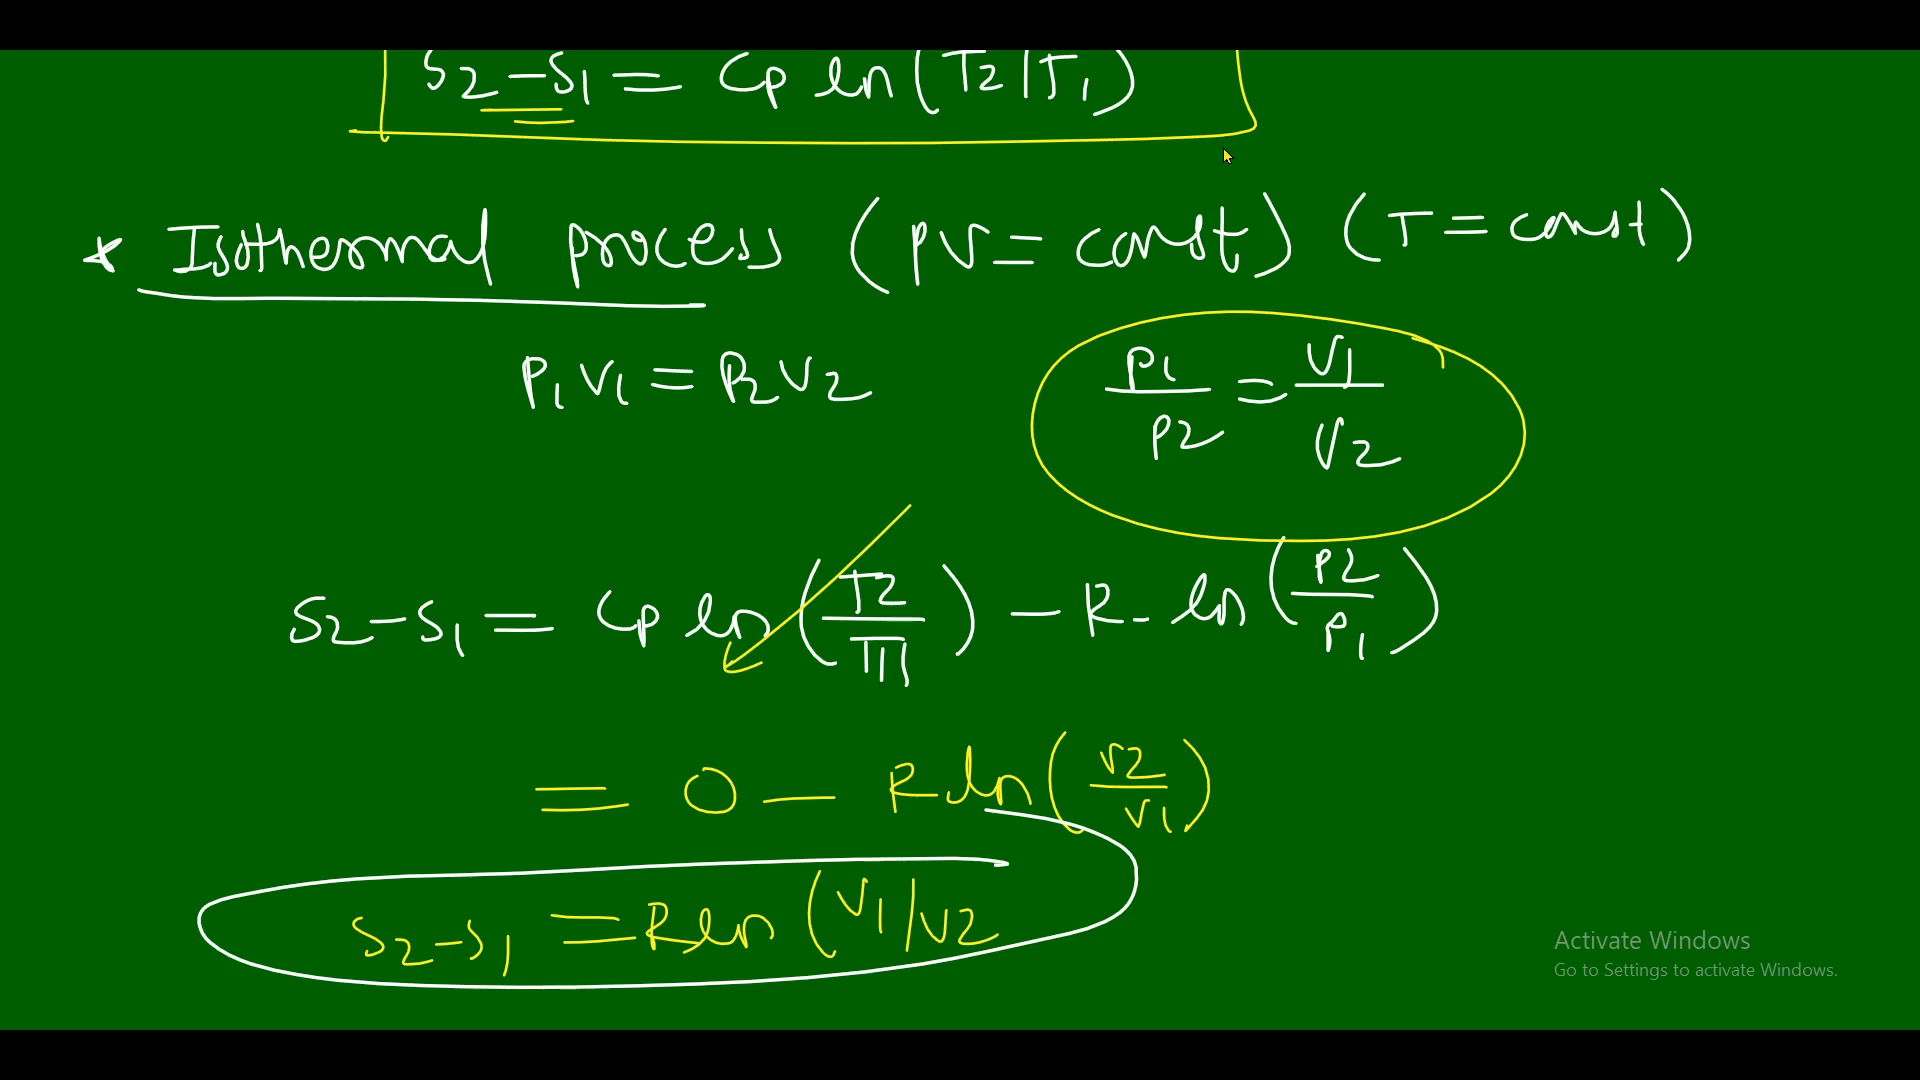 S2-S1 = Cp ln(T2/T1)
* Isothermal process (PV = const) (T = const)
P1V1 = P2V2
P1/P2 = V1/V2
S2-S1 = Cp ln(T2/T1) - R ln(P2/P1)
= 0 - R ln(V2/V1)
S2-S1 = R ln(V1/V2
Activate Windows
Go to Settings to activate Windows.